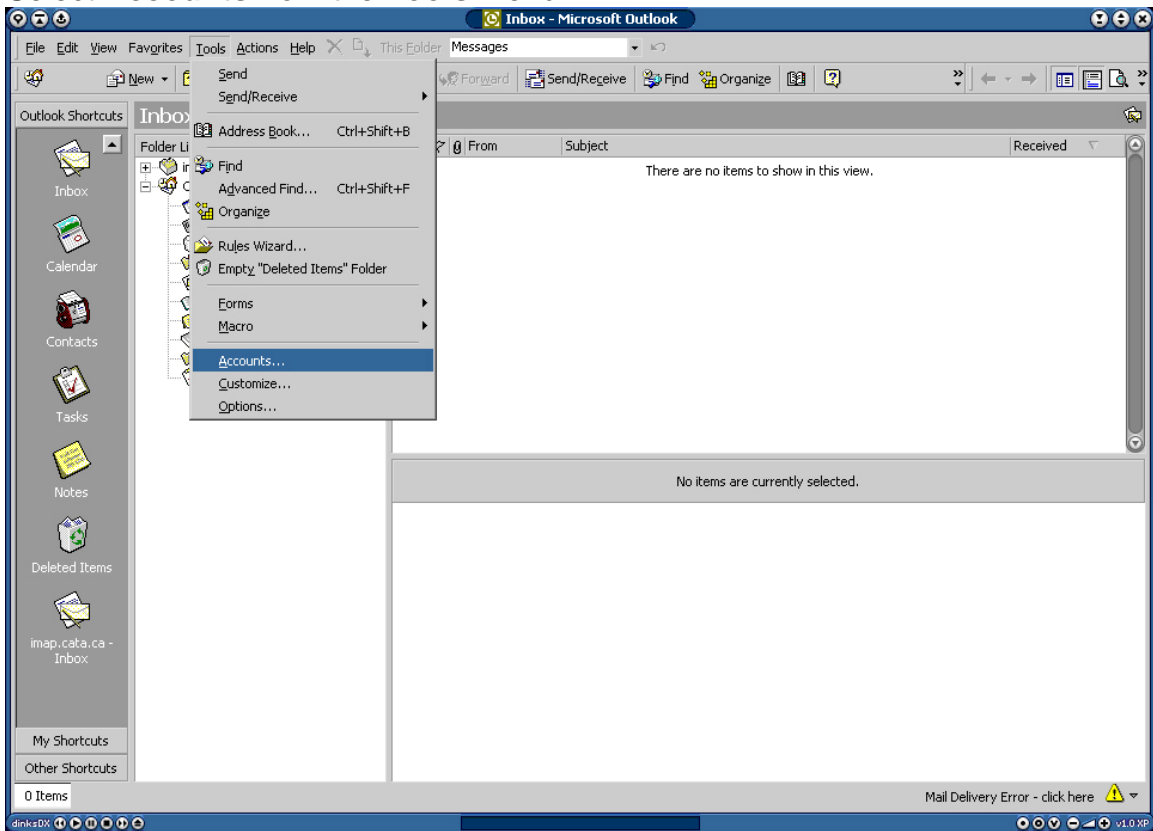 Inbox - Microsoft Outlook
File Edit View Favorites Tools Actions Help This Folder Messages
New Forward Send/Receive Find Organize
Send
Send/Receive
Address Book... Ctrl+Shift+B
Find
Advanced Find... Ctrl+Shift+F
Organize
Rules Wizard...
Empty "Deleted Items" Folder
Forms
Macro
Accounts...
Customize...
Options...
Outlook Shortcuts
Inbox
Calendar
Contacts
Tasks
Notes
Deleted Items
imap.cata.ca -
Inbox
My Shortcuts
Other Shortcuts
Inbox
Folder Li
From Subject Received
There are no items to show in this view.
No items are currently selected.
0 Items
Mail Delivery Error - click here
dinksDX
v1.0 XP